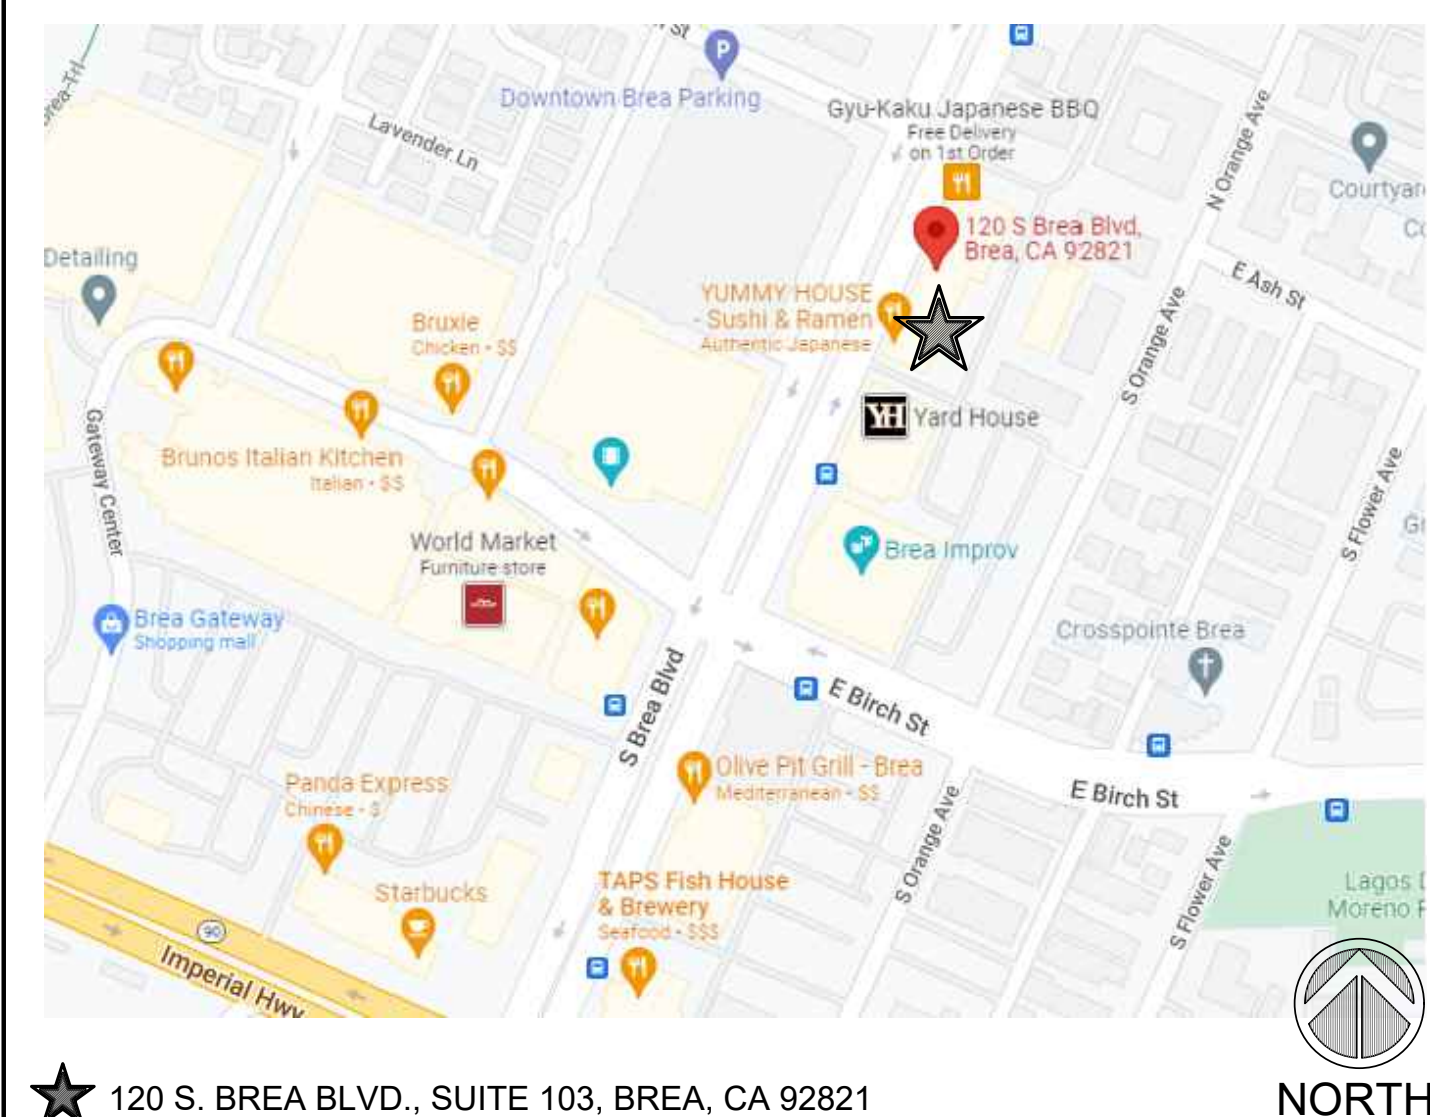 St
P
Downtown Brea Parking
Gyu-Kaku Japanese BBQ
Free Delivery
on 1st Order
Lavender Ln
N Orange Ave
Courtyar
120 S Brea Blvd,
Brea, CA 92821
Detailing
E Ash St
YUMMY HOUSE
- Sushi & Ramen
Authentic Japanese
Bruxie
Chicken • $$
S Orange Ave
YH Yard House
Gateway Center
Brunos Italian Kitchen
Italian • $$
S Flower Ave
World Market
Furniture store
Brea Improv
Brea Gateway
Shopping mall
Crosspointe Brea
S Brea Blvd
E Birch St
Olive Pit Grill - Brea
Mediterranean • $$
E Birch St
Panda Express
Chinese • $
S Orange Ave
S Flower Ave
TAPS Fish House
& Brewery
Seafood • $$$
Starbucks
Lagos
Moreno
90
Imperial Hwy
120 S. BREA BLVD., SUITE 103, BREA, CA 92821
NORTH